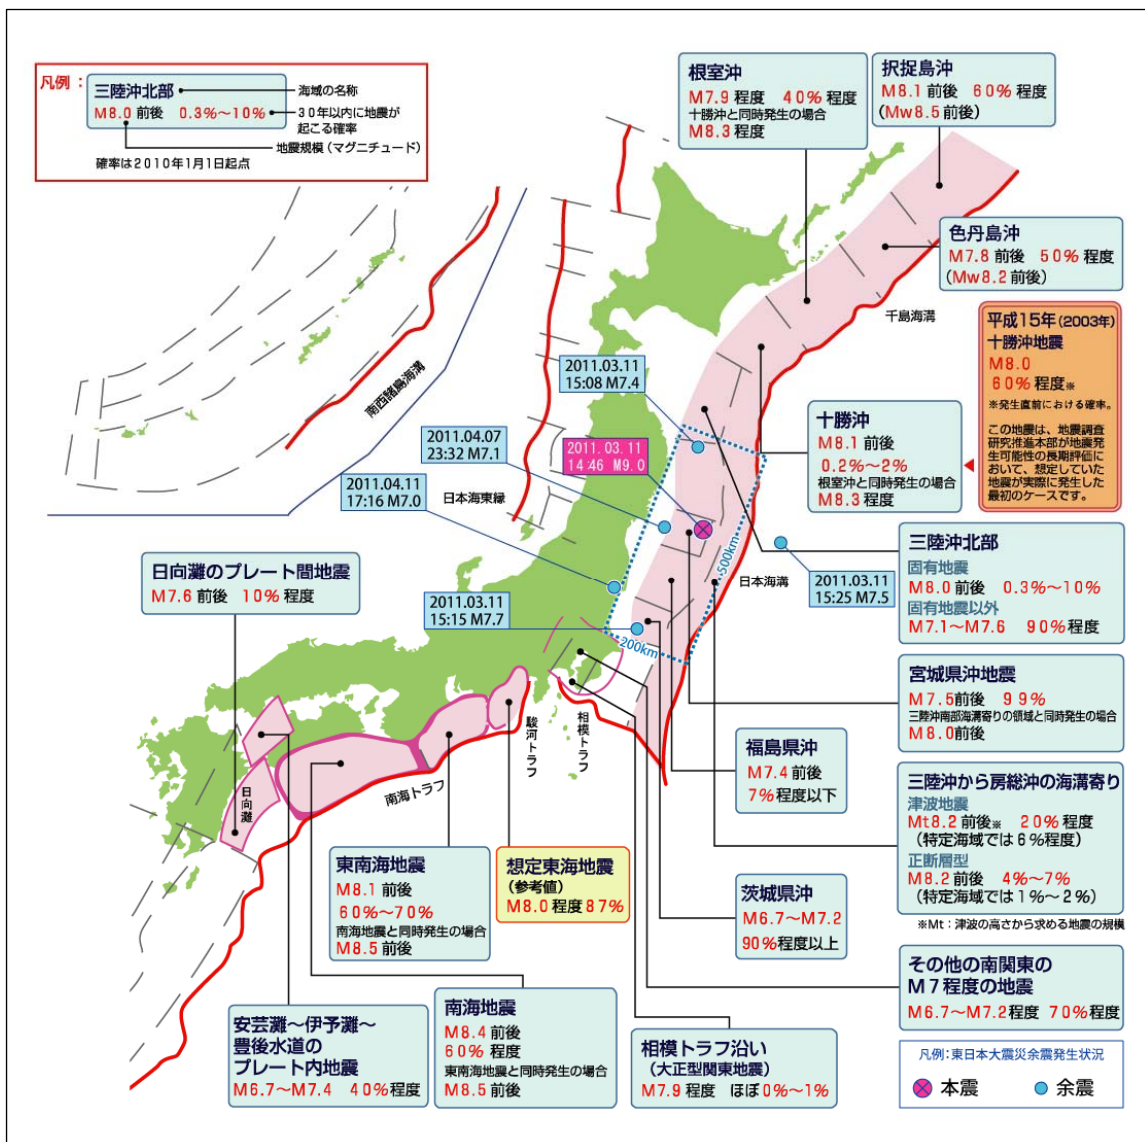 凡例：
三陸沖北部
M8.0 前後　0.3%～10%
海域の名称
30年以内に地震が
起こる確率
地震規模（マグニチュード）
確率は2010年1月1日起点
根室沖
M7.9 程度　40% 程度
十勝沖と同時発生の場合
M8.3 程度
択捉島沖
M8.1 前後　60% 程度
(Mw8.5 前後)
色丹島沖
M7.8 前後　50% 程度
(Mw8.2 前後)
千島海溝
平成15年(2003年)
十勝沖地震
M8.0
60% 程度※
※発生直前における確率。
この地震は、地震調査
研究推進本部が地震発
生可能性の長期評価に
おいて、想定していた
地震が実際に発生した
最初のケースです。
南西諸島海溝
2011.03.11
15:08 M7.4
2011.04.07
23:32 M7.1
2011.03.11
14:46 M9.0
2011.04.11
17:16 M7.0
日本海東縁
十勝沖
M8.1 前後
0.2%～2%
根室沖と同時発生の場合
M8.3 程度
500km
日本海溝
2011.03.11
15:25 M7.5
三陸沖北部
固有地震
M8.0 前後　0.3%～10%
固有地震以外
M7.1～M7.6　90% 程度
日向灘のプレート間地震
M7.6 前後　10% 程度
2011.03.11
15:15 M7.7
200km
宮城県沖地震
M7.5前後　99%
三陸沖南部海溝寄りの領域と同時発生の場合
M8.0前後
駿河トラフ
相模トラフ
福島県沖
M7.4 前後
7% 程度以下
三陸沖から房総沖の海溝寄り
津波地震
Mt8.2 前後※　20% 程度
（特定海域では6%程度）
正断層型
M8.2 前後　4%～7%
（特定海域では1%～2%）
※Mt：津波の高さから求める地震の規模
日向灘
南海トラフ
東南海地震
M8.1 前後
60%～70%
南海地震と同時発生の場合
M8.5 前後
想定東海地震
（参考値）
M8.0 程度87%
茨城県沖
M6.7～M7.2
90%程度以上
その他の南関東の
M7程度の地震
M6.7～M7.2程度　70%程度
安芸灘～伊予灘～
豊後水道の
プレート内地震
M6.7～M7.4　40%程度
南海地震
M8.4 前後
60% 程度
東南海地震と同時発生の場合
M8.5 前後
相模トラフ沿い
（大正型関東地震）
M7.9 程度　ほぼ0%～1%
凡例：東日本大震災余震発生状況
本震
余震